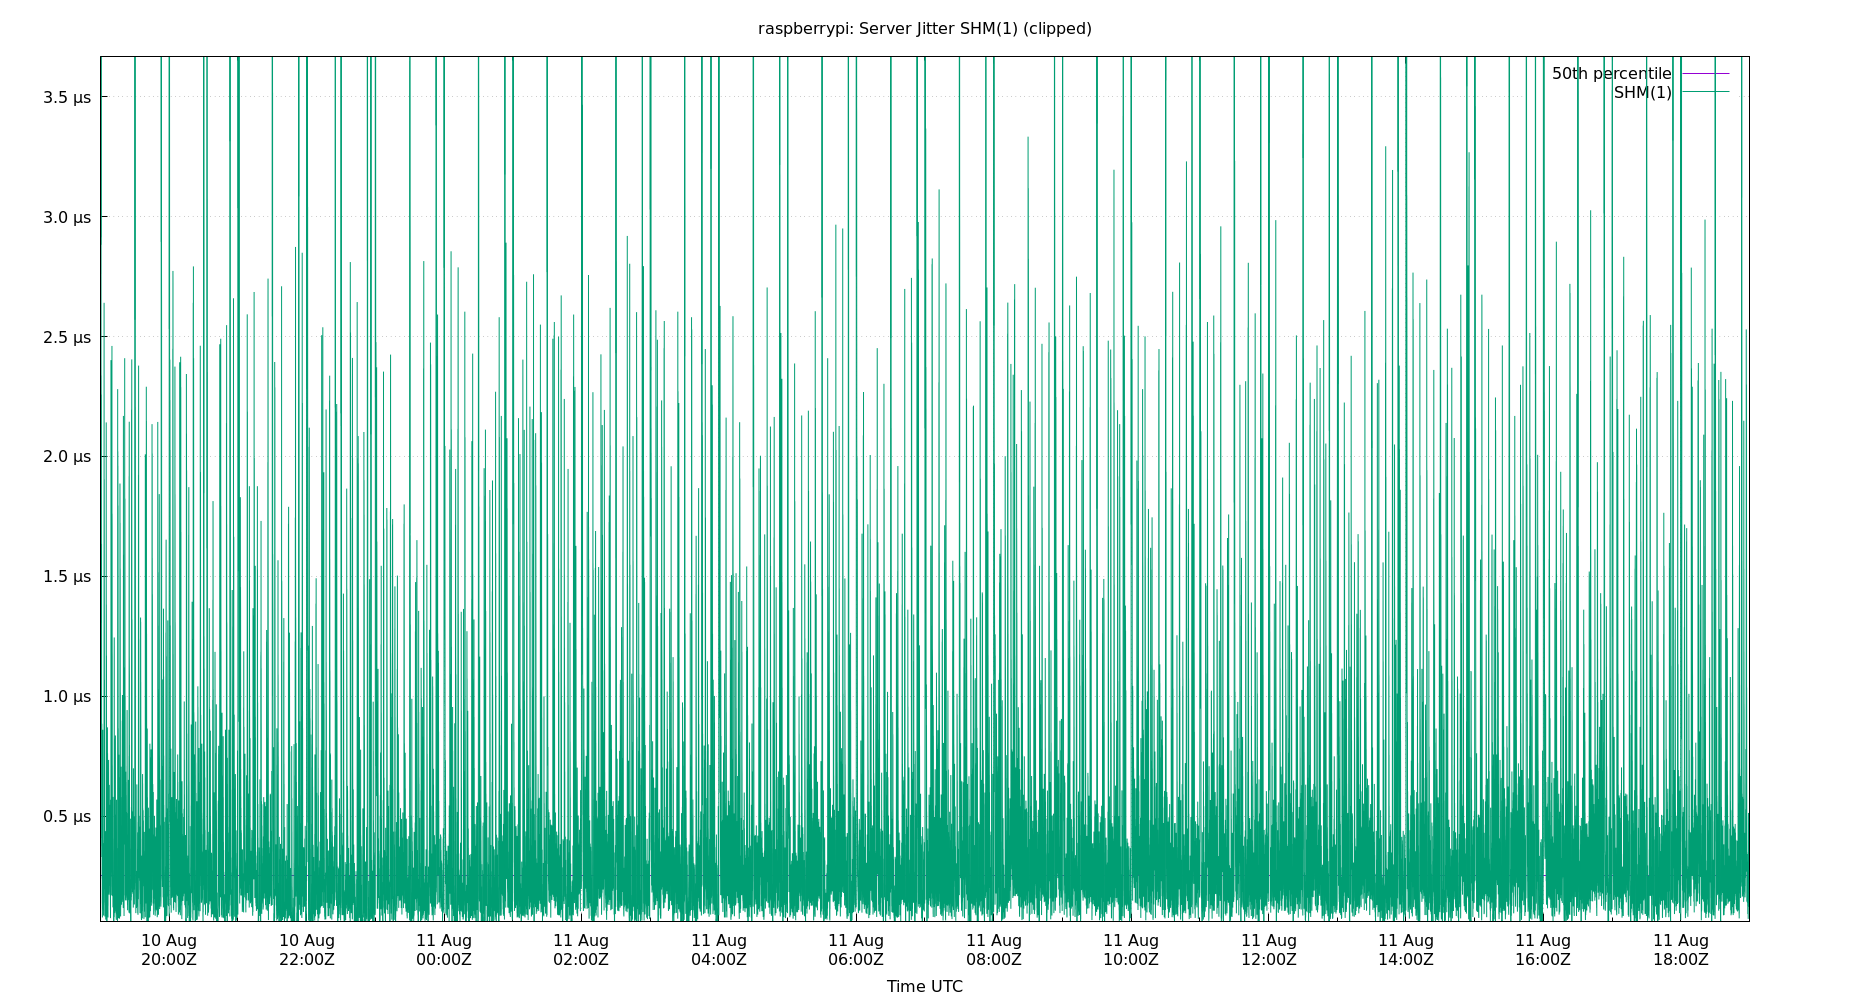 raspberrypi: Server Jitter SHM(1) (clipped)
50th percentile
SHM(1)
3.5 µs
3.0 µs
2.5 µs
2.0 µs
1.5 µs
1.0 µs
0.5 µs
10 Aug 10 Aug 11 Aug 11 Aug 11 Aug 11 Aug 11 Aug 11 Aug 11 Aug 11 Aug 11 Aug 11 Aug
20:00Z 22:00Z 00:00Z 02:00Z 04:00Z 06:00Z 08:00Z 10:00Z 12:00Z 14:00Z 16:00Z 18:00Z
Time UTC